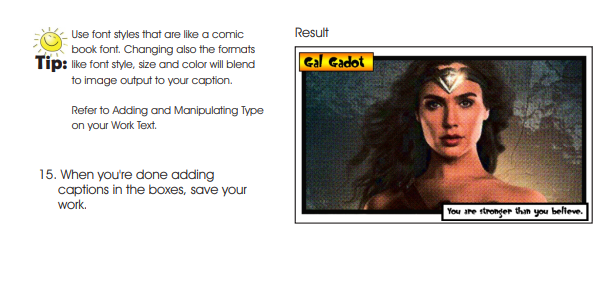 Use font styles that are like a comic
book font. Changing also the formats
Tip: like font style, size and color will blend
to image output to your caption.
Refer to Adding and Manipulating Type
on your Work Text.
15. When you're done adding
captions in the boxes, save your
work.
Result
Gal Gadot
You are stronger than you believe.